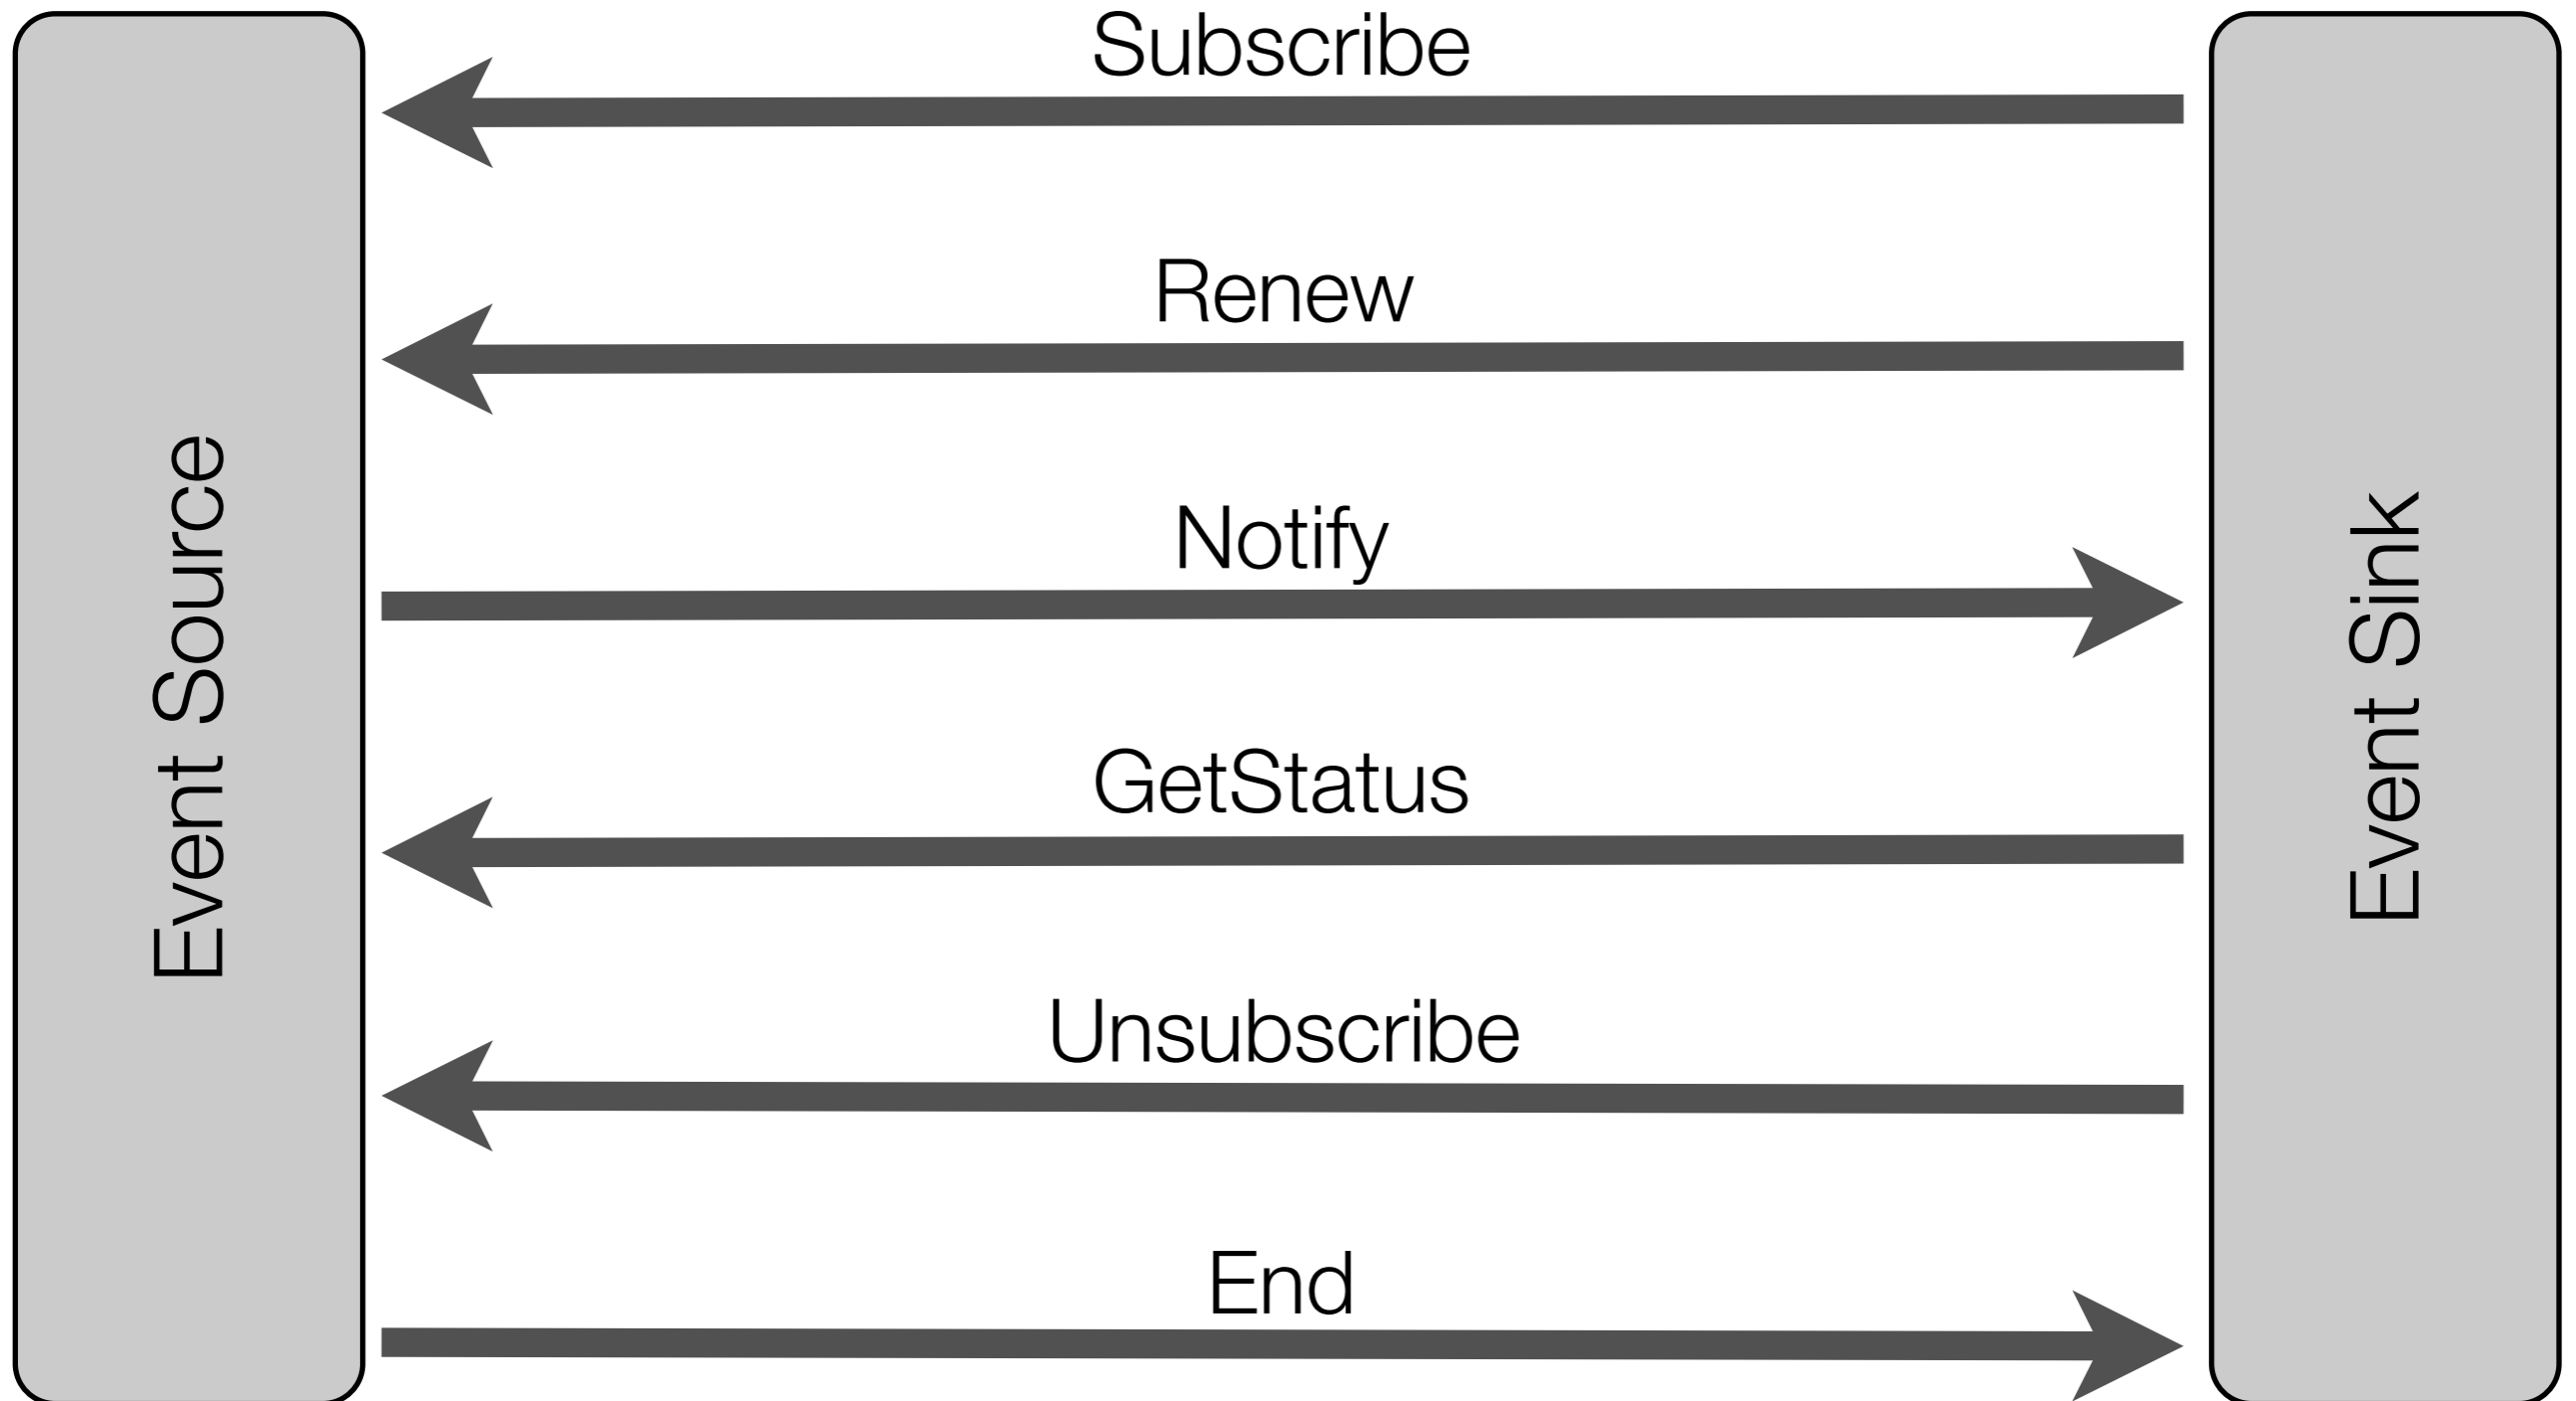 Event Source
Subscribe
Renew
Notify
GetStatus
Unsubscribe
End
Event Sink